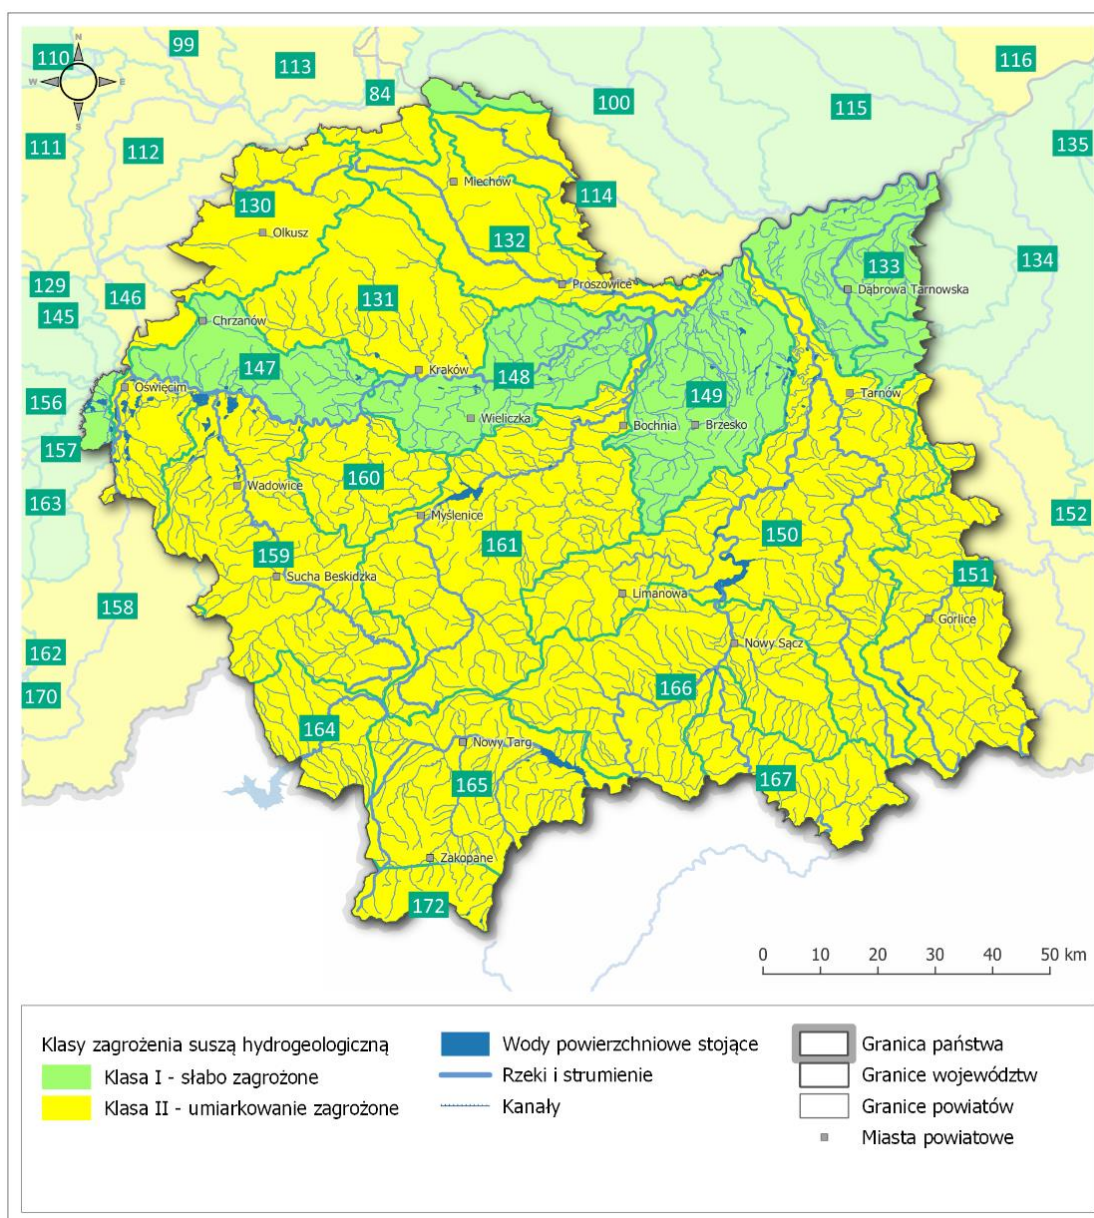 N
W
E
S
110
99
113
84
100
115
116
111
112
135
130
Miechów
114
Olkusz
132
133
134
129
146
131
Proszowice
Dąbrowa Tarnowska
145
Chrzanów
147
Kraków
148
156
Oświęcim
149
Tarnów
157
Wieliczka
Bochnia
Brzesko
163
160
Wadowice
152
Myślenice
161
150
159
Sucha Beskidzka
151
158
Limanowa
Gorlice
162
Nowy Sącz
170
166
164
Nowy Targ
165
167
Zakopane
172
0 10 20 30 40 50 km
Klasy zagrożenia suszą hydrogeologiczną
Klasa I - słabo zagrożone
Klasa II - umiarkowanie zagrożone
Wody powierzchniowe stojące
Rzeki i strumienie
Kanały
Granica państwa
Granice województw
Granice powiatów
Miasta powiatowe